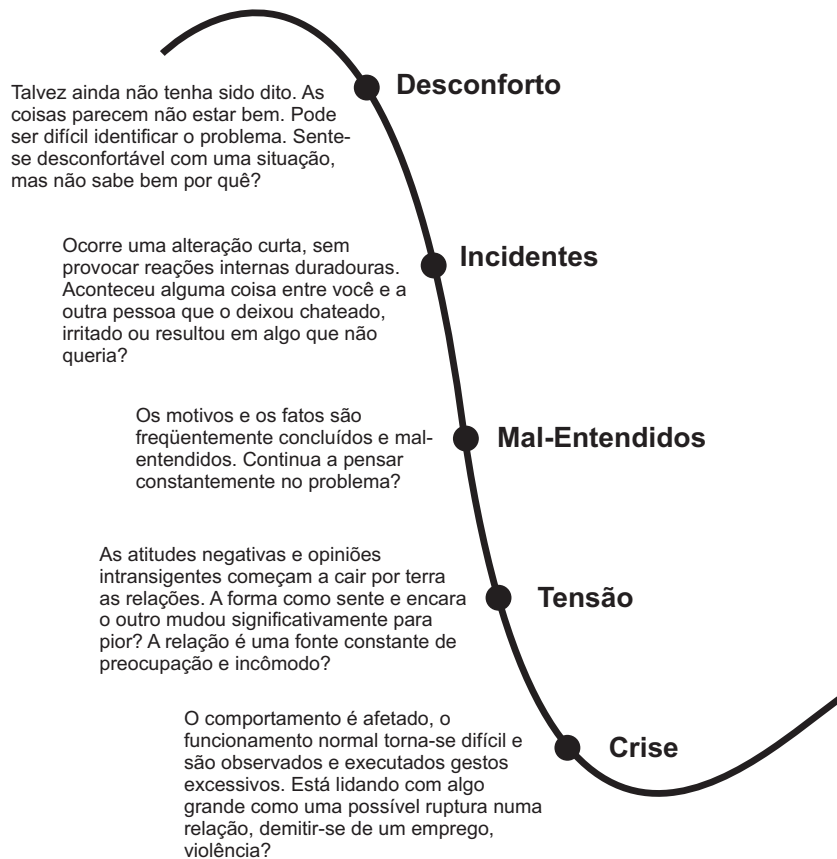 Desconforto
Talvez ainda não tenha sido dito. As
coisas parecem não estar bem. Pode
ser difícil identificar o problema. Sente-
se desconfortável com uma situação,
mas não sabe bem por quê?
Incidentes
Ocorre uma alteração curta, sem
provocar reações internas duradouras.
Aconteceu alguma coisa entre você e a
outra pessoa que o deixou chateado,
irritado ou resultou em algo que não
queria?
Mal-Entendidos
Os motivos e os fatos são
freqüentemente concluídos e mal-
entendidos. Continua a pensar
constantemente no problema?
Tensão
As atitudes negativas e opiniões
intransigentes começam a cair por terra
as relações. A forma como sente e encara
o outro mudou significativamente para
pior? A relação é uma fonte constante de
preocupação e incômodo?
Crise
O comportamento é afetado, o
funcionamento normal torna-se difícil e
são observados e executados gestos
excessivos. Está lidando com algo
grande como uma possível ruptura numa
relação, demitir-se de um emprego,
violência?